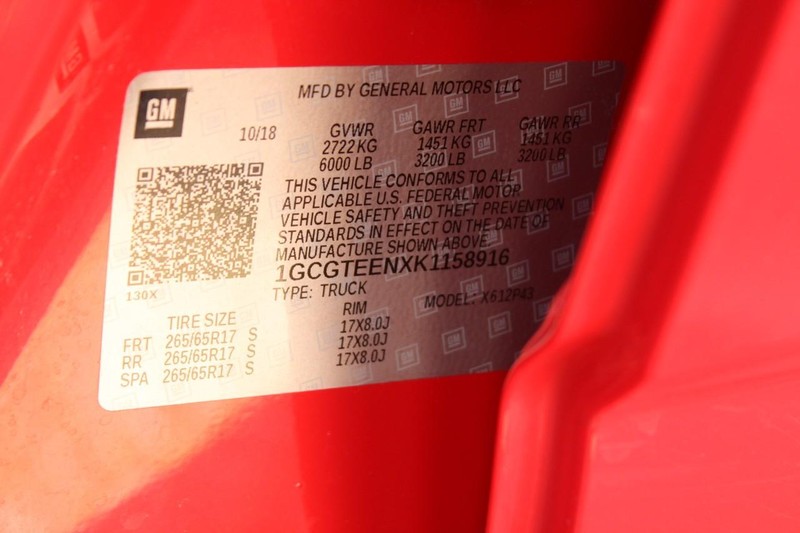 GM
MFD BY GENERAL MOTORS LLC
10/18 GVWR GAWR FRT GAWR RR
2722 KG 1451 KG 1451 KG
6000 LB 3200 LB 3200 LB
THIS VEHICLE CONFORMS TO ALL
APPLICABLE U.S. FEDERAL MOTOR
VEHICLE SAFETY AND THEFT PREVENTION
STANDARDS IN EFFECT ON THE DATE OF
MANUFACTURE SHOWN ABOVE.
1GCGTEENXK1158916
130X
TYPE: TRUCK MODEL: X612P43
TIRE SIZE RIM
FRT 265/65R17 S 17X8.0J
RR 265/65R17 S 17X8.0J
SPA 265/65R17 S 17X8.0J